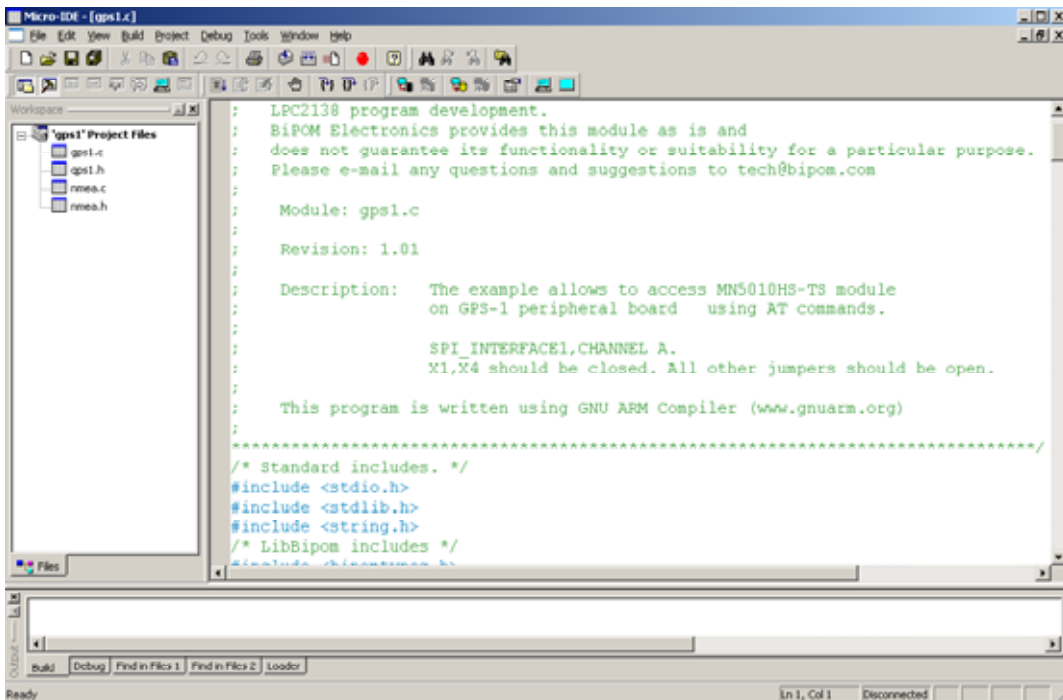 Micro-IDE - [gps1.c]
File Edit View Build Project Debug Tools Window Help
Workspace
'gps1' Project Files
gps1.c
gps1.h
nmea.c
nmea.h
Files
; LPC2138 program development.
; BiPOM Electronics provides this module as is and
; does not guarantee its functionality or suitability for a particular purpose.
; Please e-mail any questions and suggestions to tech@bipom.com
;
; Module: gps1.c
;
; Revision: 1.01
;
; Description: The example allows to access MN5010HS-TS module
; on GPS-1 peripheral board using AT commands.
;
; SPI_INTERFACE1,CHANNEL A.
; X1,X4 should be closed. All other jumpers should be open.
;
; This program is written using GNU ARM Compiler (www.gnuarm.org)
;
*******************************************************************************/
/* Standard includes. */
#include <stdio.h>
#include <stdlib.h>
#include <string.h>
/* LibBipom includes */
#include <bipomtypes.h>
Output
Build Debug Find in Files 1 Find in Files 2 Loader
Ready Ln 1, Col 1 Disconnected